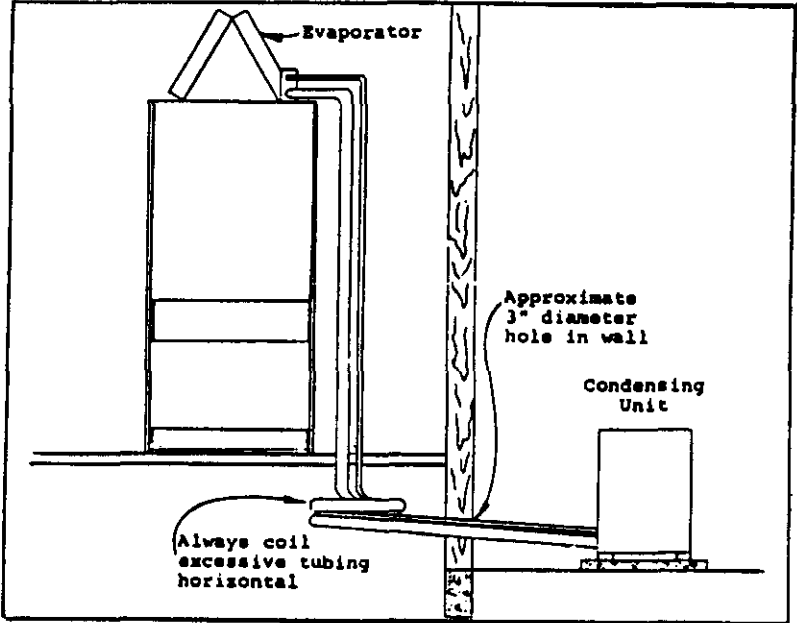 Evaporator
Approximate
3" diameter
hole in wall
Condensing
Unit
Always coil
excessive tubing
horizontal